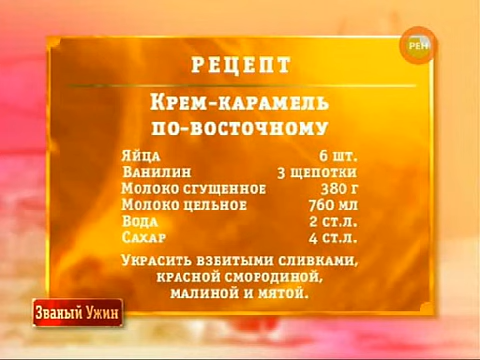 РЕН
РЕЦЕПТ
КРЕМ-КАРАМЕЛЬ
ПО-ВОСТОЧНОМУ
ЯЙЦА 6 ШТ.
ВАНИЛИН 3 ЩЕПОТКИ
МОЛОКО СГУЩЕННОЕ 380 Г
МОЛОКО ЦЕЛЬНОЕ 760 МЛ
ВОДА 2 СТ.Л.
САХАР 4 СТ.Л.
УКРАСИТЬ ВЗБИТЫМИ СЛИВКАМИ,
КРАСНОЙ СМОРОДИНОЙ,
МАЛИНОЙ И МЯТОЙ.
Званый Ужин